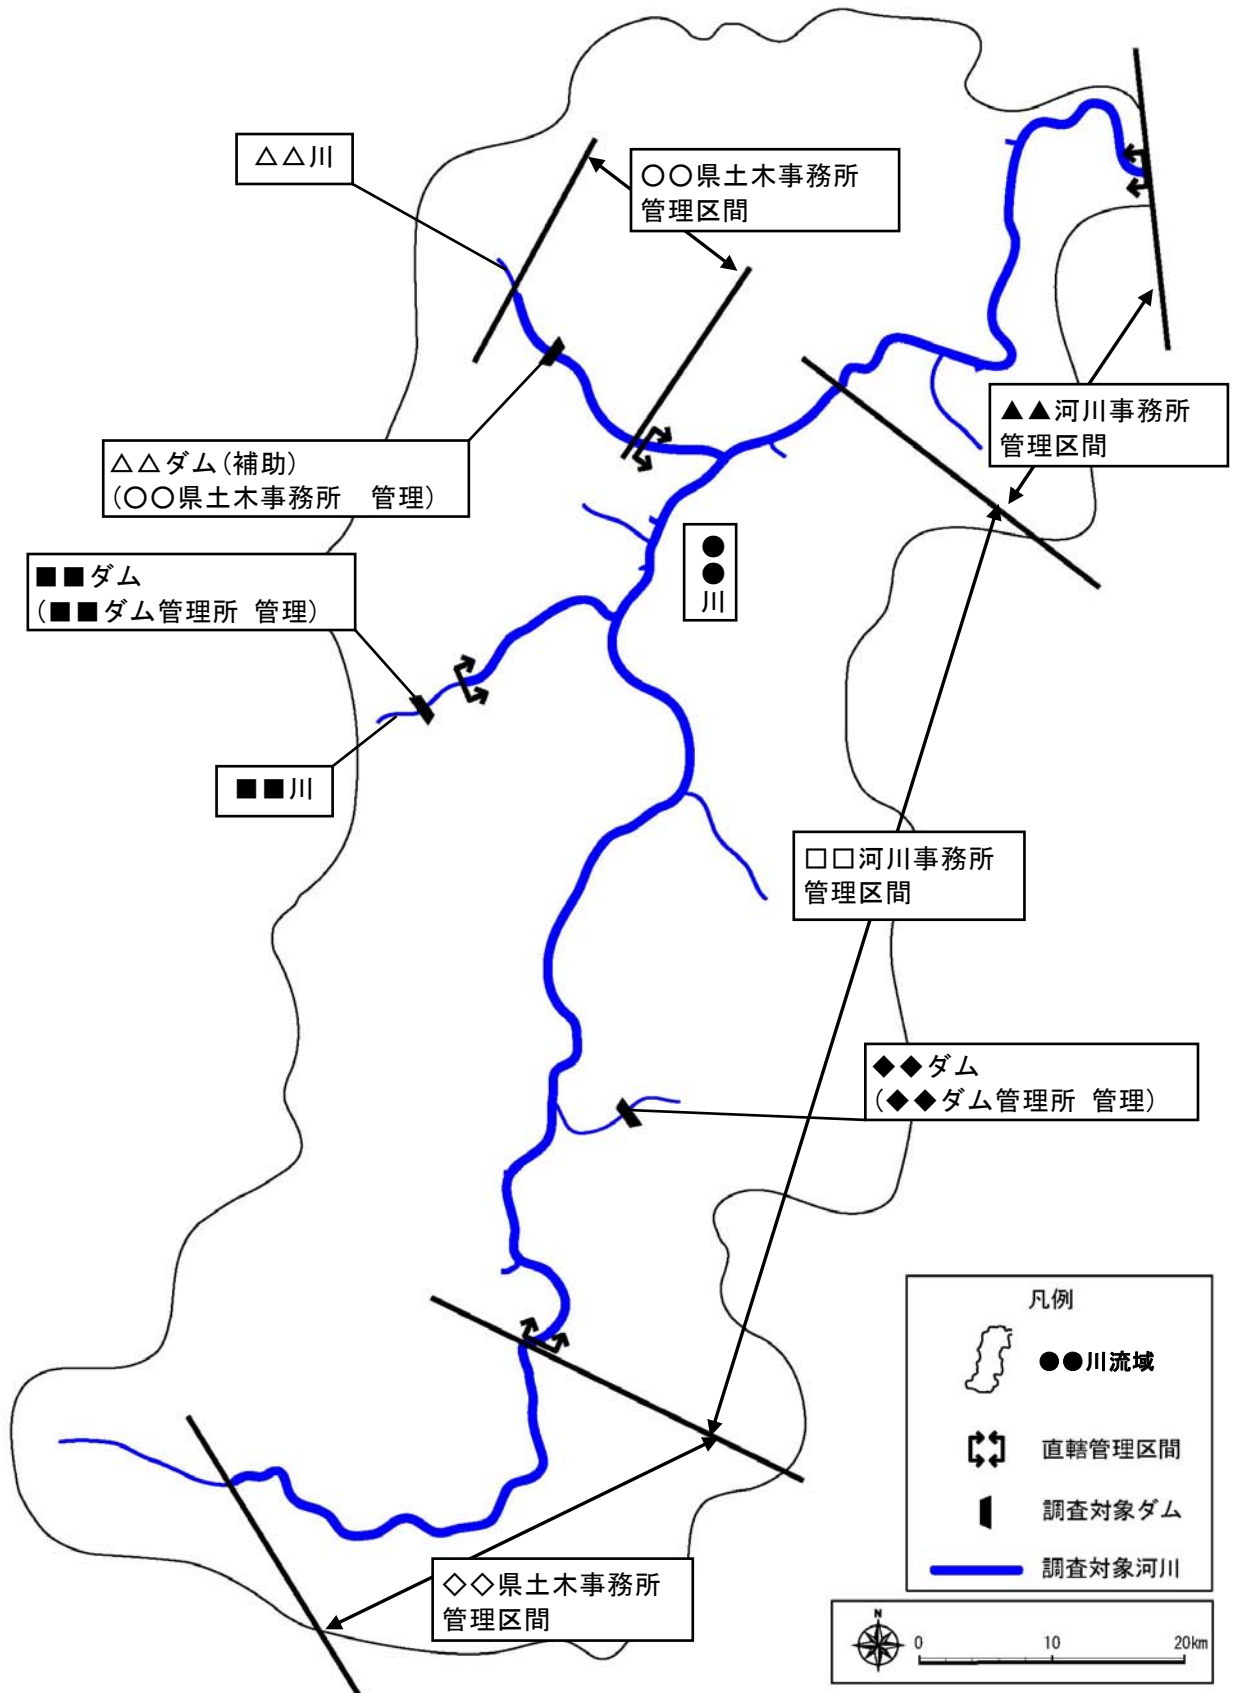 △△川
○○県土木事務所
管理区間
▲▲河川事務所
管理区間
△△ダム(補助)
(○○県土木事務所 管理)
●●川
■■ダム
(■■ダム管理所 管理)
■■川
□□河川事務所
管理区間
◆◆ダム
(◆◆ダム管理所 管理)
◇◇県土木事務所
管理区間
凡例
●●川流域
直轄管理区間
調査対象ダム
調査対象河川
N
0 10 20km